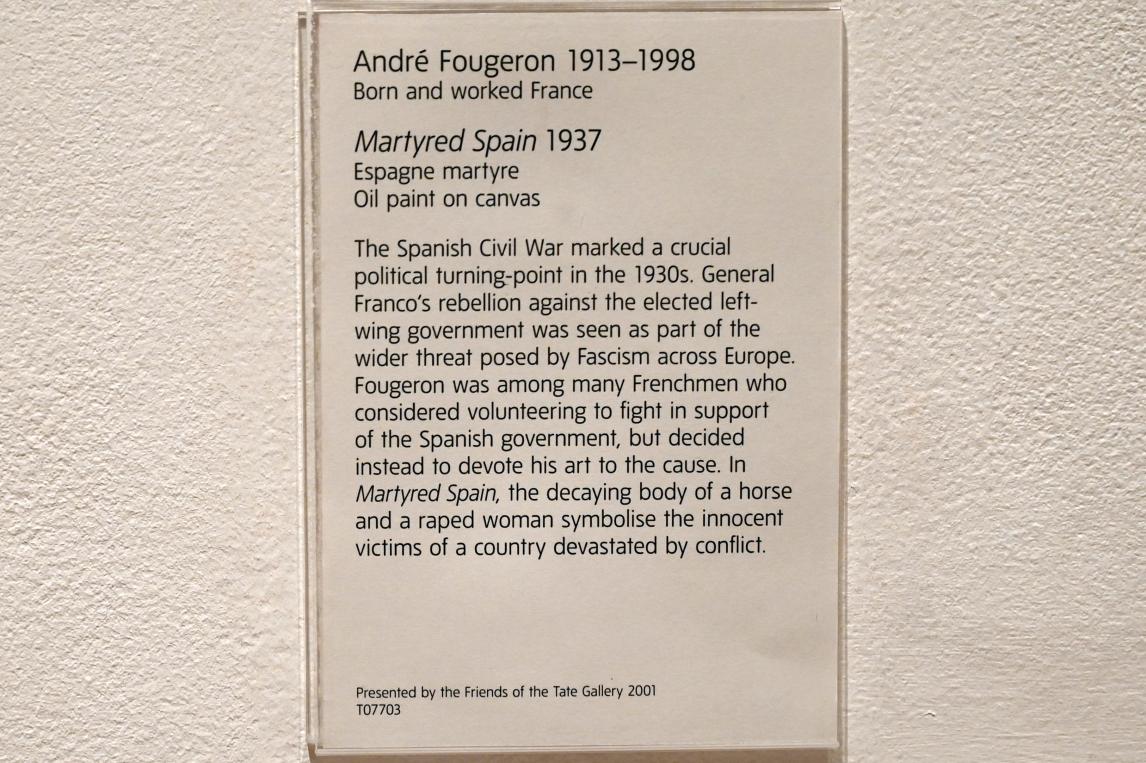 André Fougeron 1913–1998
Born and worked France
Martyred Spain 1937
Espagne martyre
Oil paint on canvas
The Spanish Civil War marked a crucial
political turning-point in the 1930s. General
Franco's rebellion against the elected left-
wing government was seen as part of the
wider threat posed by Fascism across Europe.
Fougeron was among many Frenchmen who
considered volunteering to fight in support
of the Spanish government, but decided
instead to devote his art to the cause. In
Martyred Spain, the decaying body of a horse
and a raped woman symbolise the innocent
victims of a country devastated by conflict.
Presented by the Friends of the Tate Gallery 2001
T07703